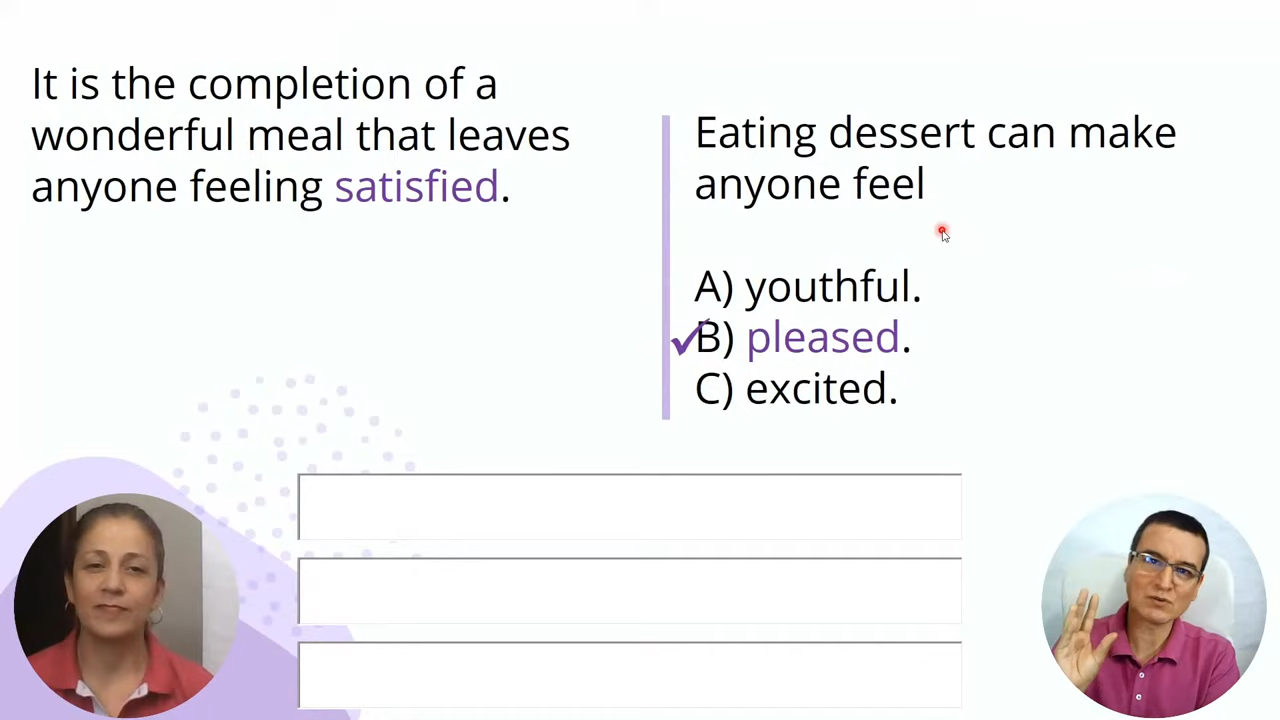 It is the completion of a
wonderful meal that leaves
anyone feeling satisfied.
Eating dessert can make
anyone feel
A) youthful.
B) pleased.
C) excited.